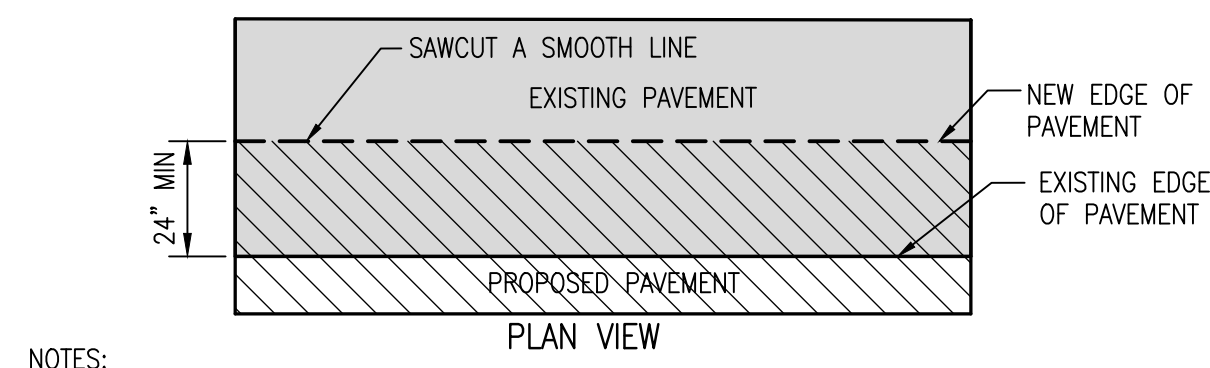 SAWCUT A SMOOTH LINE
EXISTING PAVEMENT
NEW EDGE OF
PAVEMENT
24" MIN
EXISTING EDGE
OF PAVEMENT
PROPOSED PAVEMENT
PLAN VIEW
NOTES: